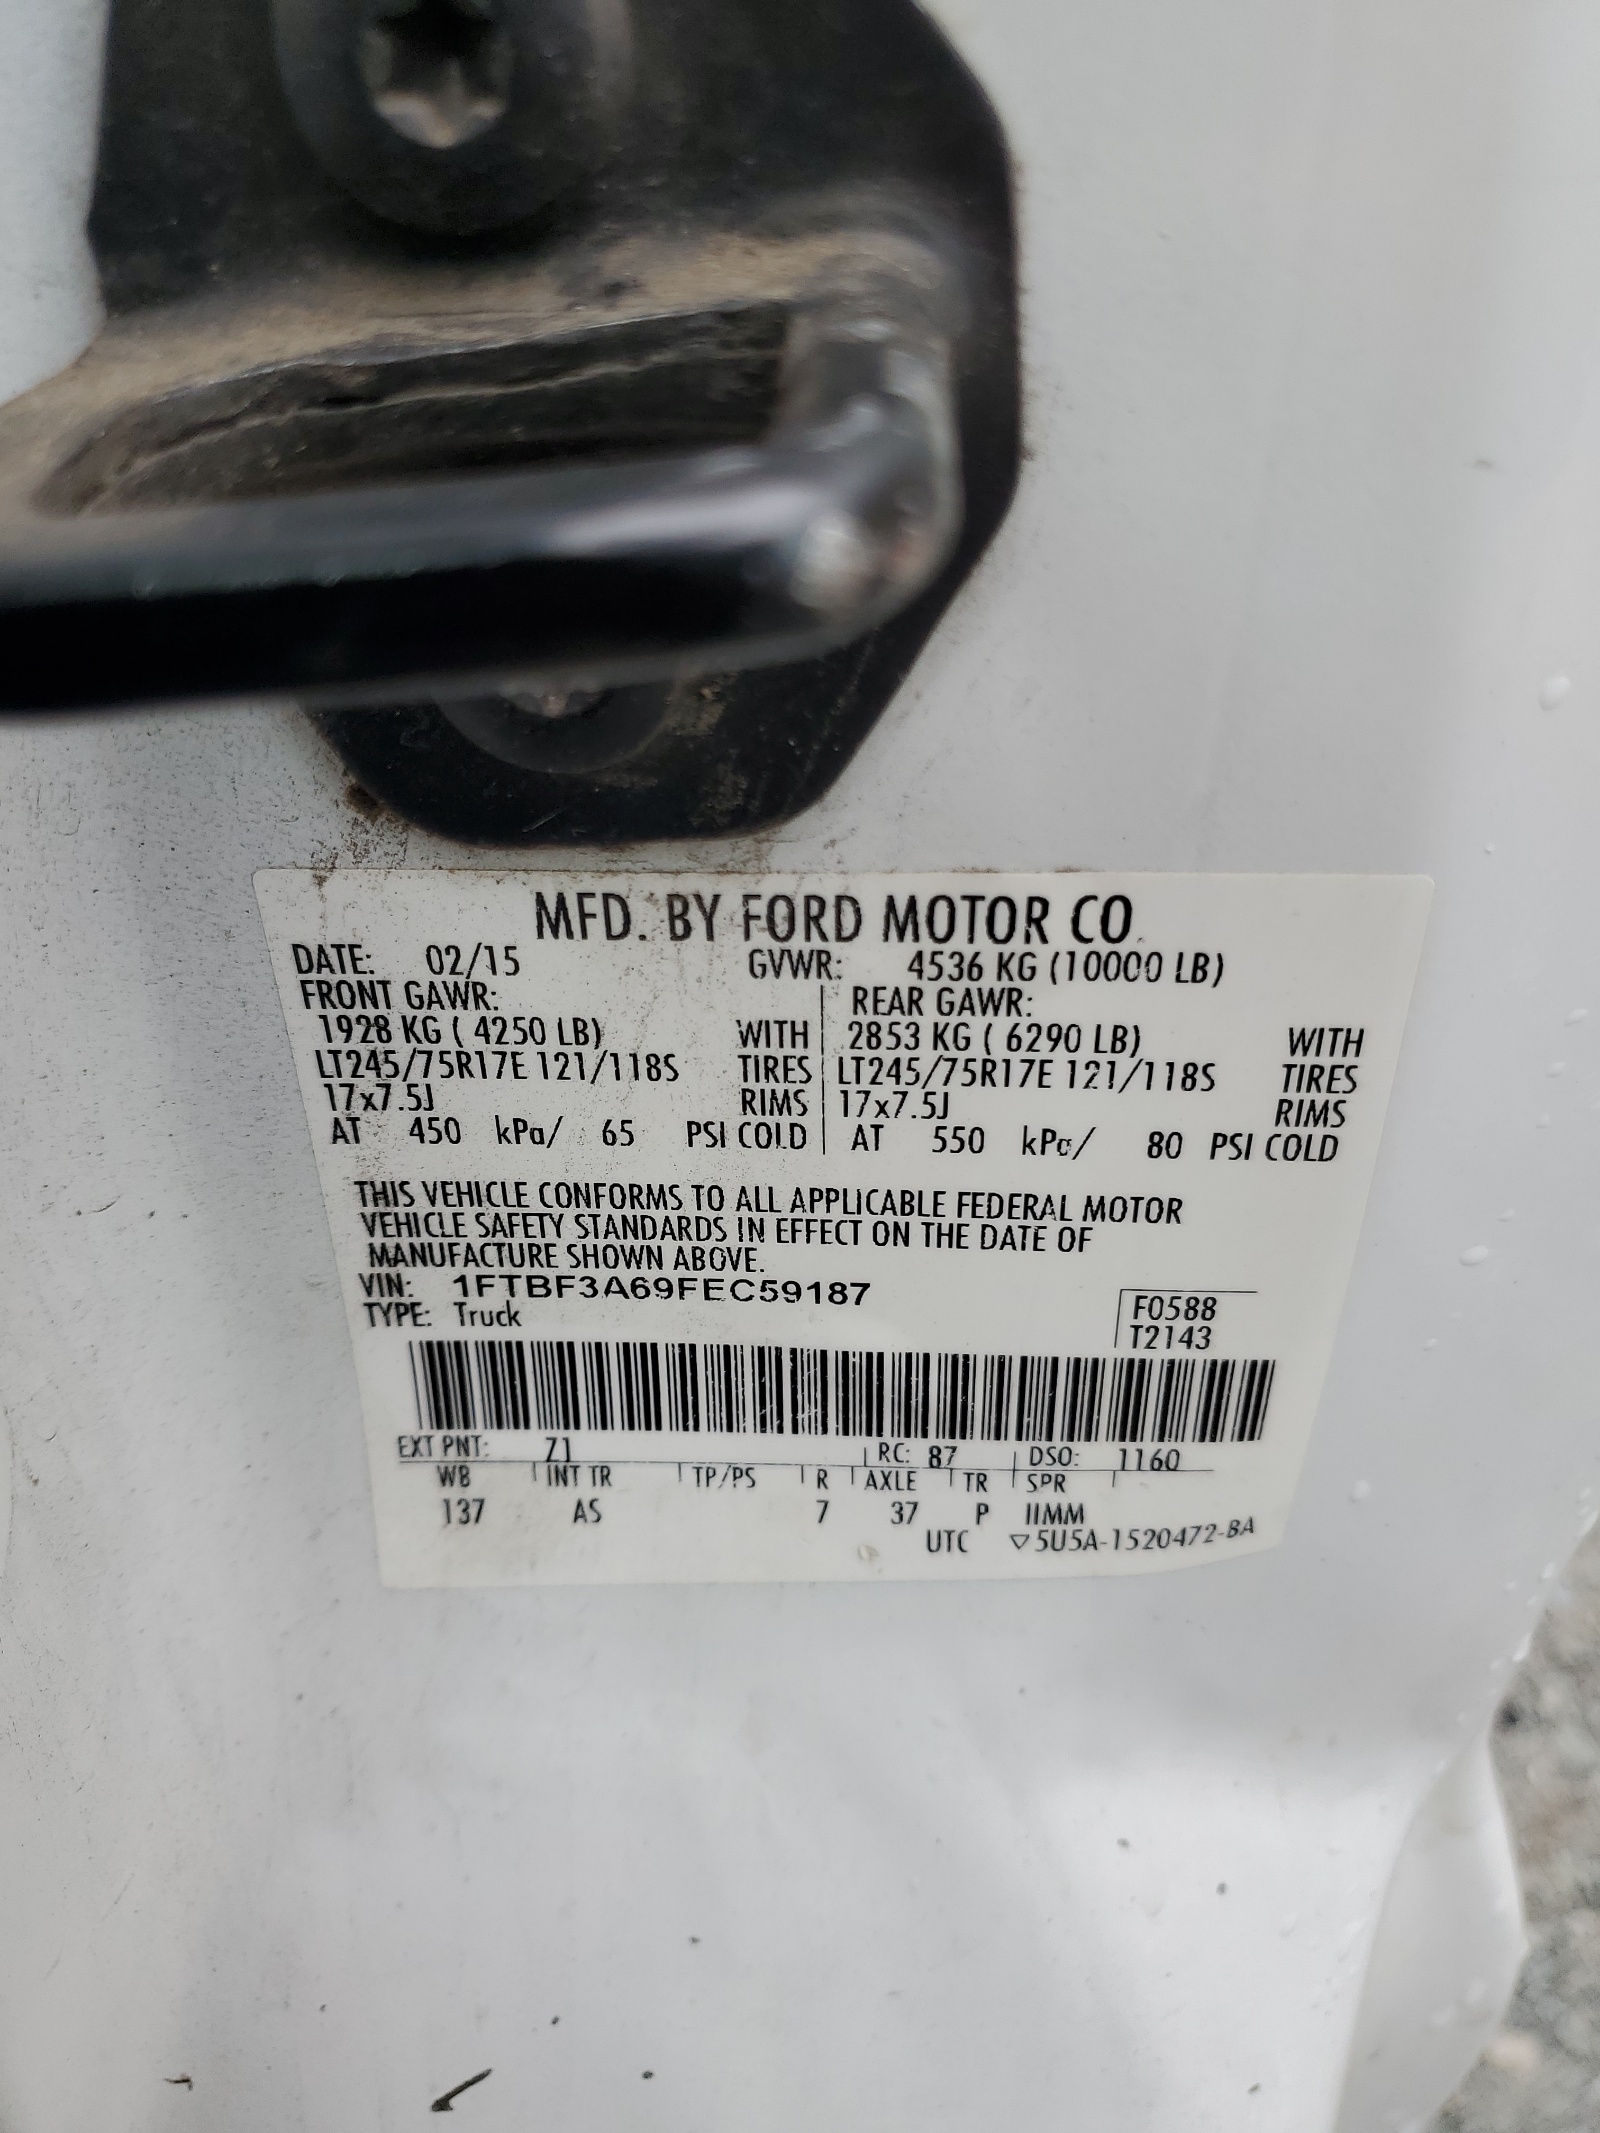 MFD. BY FORD MOTOR CO.
DATE: 02/15 GVWR: 4536 KG (10000 LB)
FRONT GAWR: REAR GAWR:
1928 KG ( 4250 LB) WITH 2853 KG ( 6290 LB) WITH
LT245/75R17E 121/118S TIRES LT245/75R17E 121/118S TIRES
17x7.5J RIMS 17x7.5J RIMS
AT 450 kPa/ 65 PSI COLD AT 550 kPa/ 80 PSI COLD
THIS VEHICLE CONFORMS TO ALL APPLICABLE FEDERAL MOTOR
VEHICLE SAFETY STANDARDS IN EFFECT ON THE DATE OF
MANUFACTURE SHOWN ABOVE.
VIN: 1FTBF3A69FEC59187
TYPE: Truck F0588
T2143
EXT PNT: Z1 RC: 87 DSO: 1160
WB INT TR TP/PS R AXLE TR SPR
137 AS 7 37 P IIMM
UTC ▽5U5A-1520472-BA